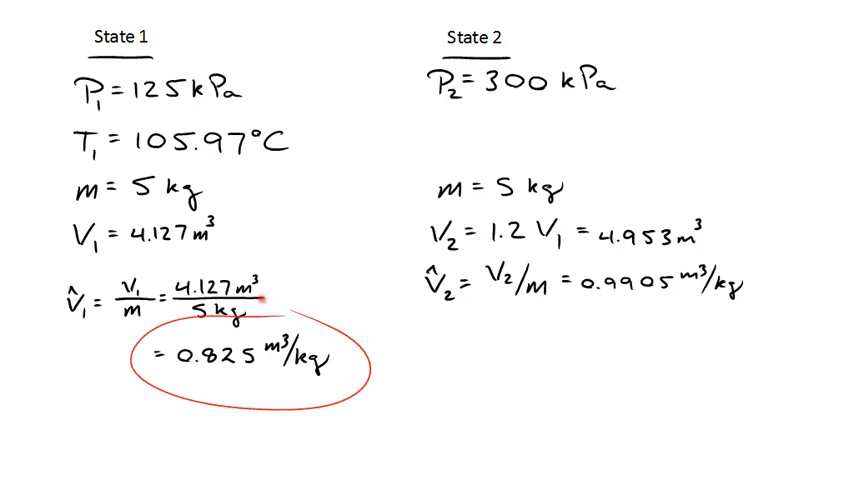 State 1
P₁ = 125 kPa
T₁ = 105.97°C
m = 5 kg
V₁ = 4.127 m³
V̂₁ = V₁/m = 4.127 m³/5 kg
= 0.825 m³/kg
State 2
P₂ = 300 kPa
m = 5 kg
V₂ = 1.2 V₁ = 4.953 m³
V̂₂ = V₂/m = 0.9905 m³/kg